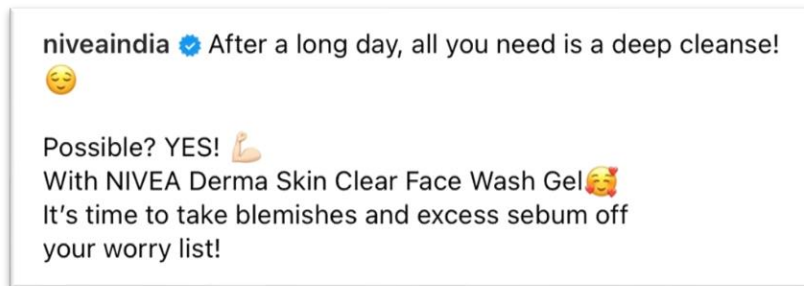 niveaindia After a long day, all you need is a deep cleanse!
😌
Possible? YES! 💪🏻
With NIVEA Derma Skin Clear Face Wash Gel🥰
It’s time to take blemishes and excess sebum off
your worry list!